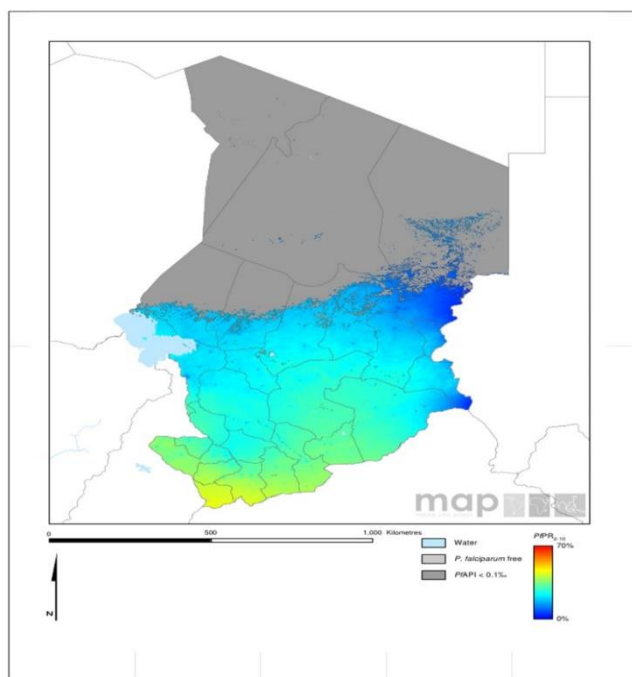 map
0 500 1,000 Kilometres
Water
P. falciparum free
PfAPI < 0.1‰
PfPR2-10
70%
0%
N